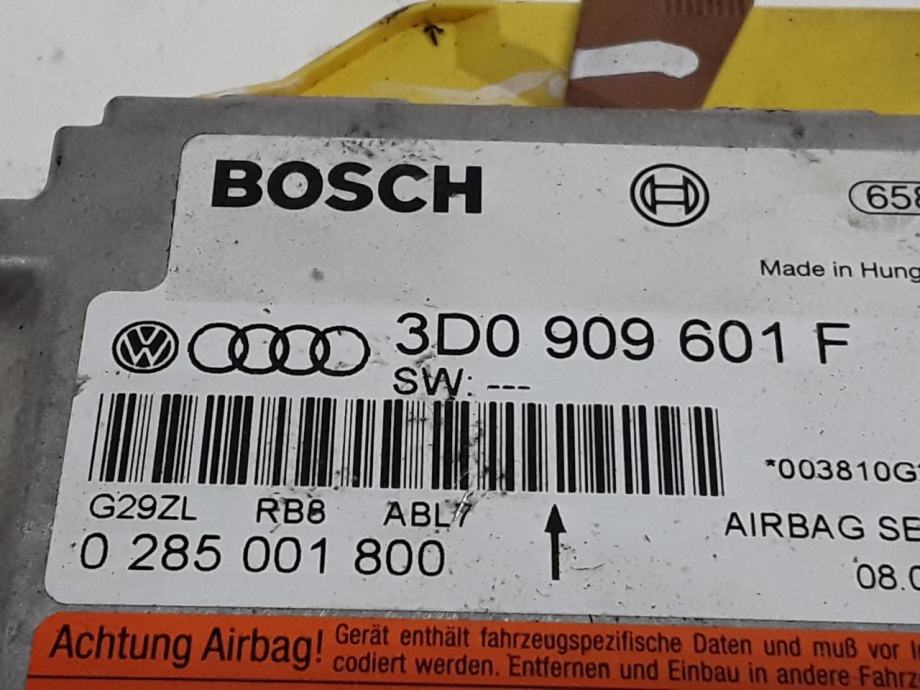 BOSCH
658
Made in Hung
3D0 909 601 F
SW: ---
*003810G
G29ZL RB8 ABL7
AIRBAG SE
0 285 001 800
08.0
Achtung Airbag!
Gerät enthält fahrzeugspezifische Daten und muß vor I
codiert werden. Entfernen und Einbau in andere Fahrz